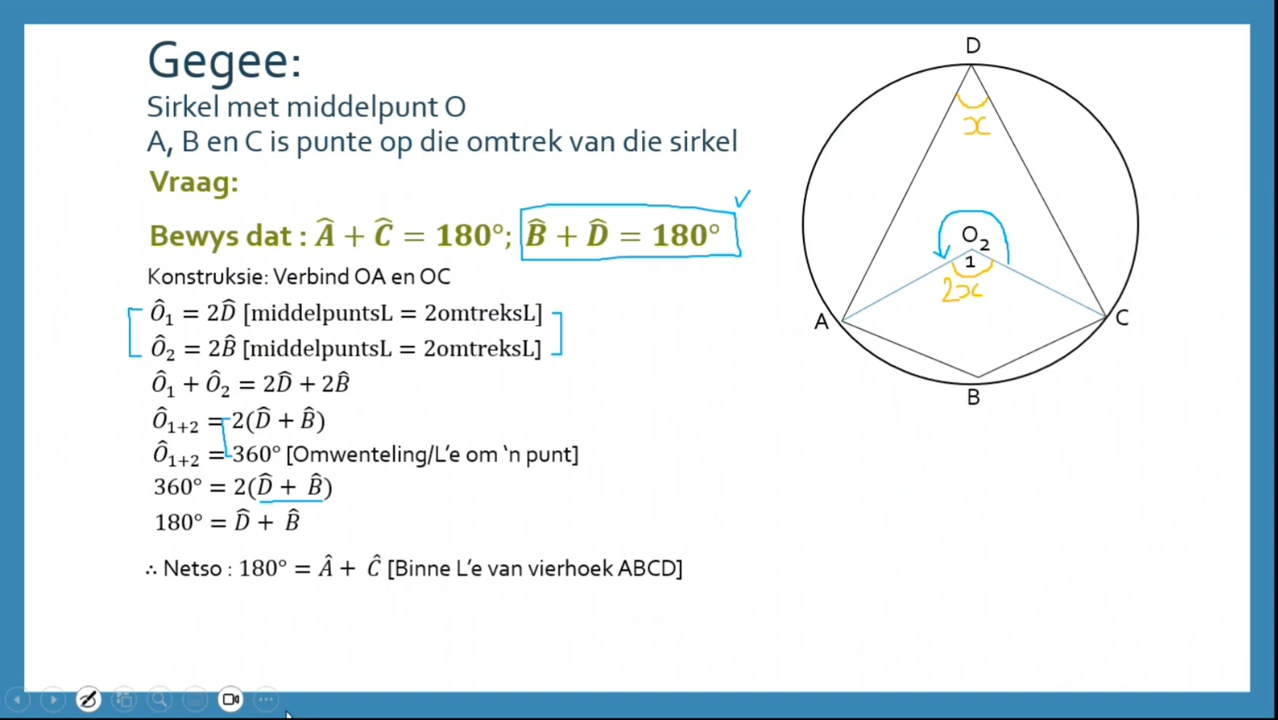 Gegee:
Sirkel met middelpunt O
A, B en C is punte op die omtrek van die sirkel
Vraag:
Bewys dat : Â + Ĉ = 180°; B̂ + D̂ = 180°
Konstruksie: Verbind OA en OC
Ô₁ = 2D̂ [middelpuntsL = 2omtreksL]
Ô₂ = 2B̂ [middelpuntsL = 2omtreksL]
Ô₁ + Ô₂ = 2D̂ + 2B̂
Ô₁₊₂ = 2(D̂ + B̂)
Ô₁₊₂ = 360° [Omwenteling/L'e om 'n punt]
360° = 2(D̂ + B̂)
180° = D̂ + B̂
∴ Netso : 180° = Â + Ĉ [Binne L'e van vierhoek ABCD]
D
x
O 2
1
2x
A
C
B